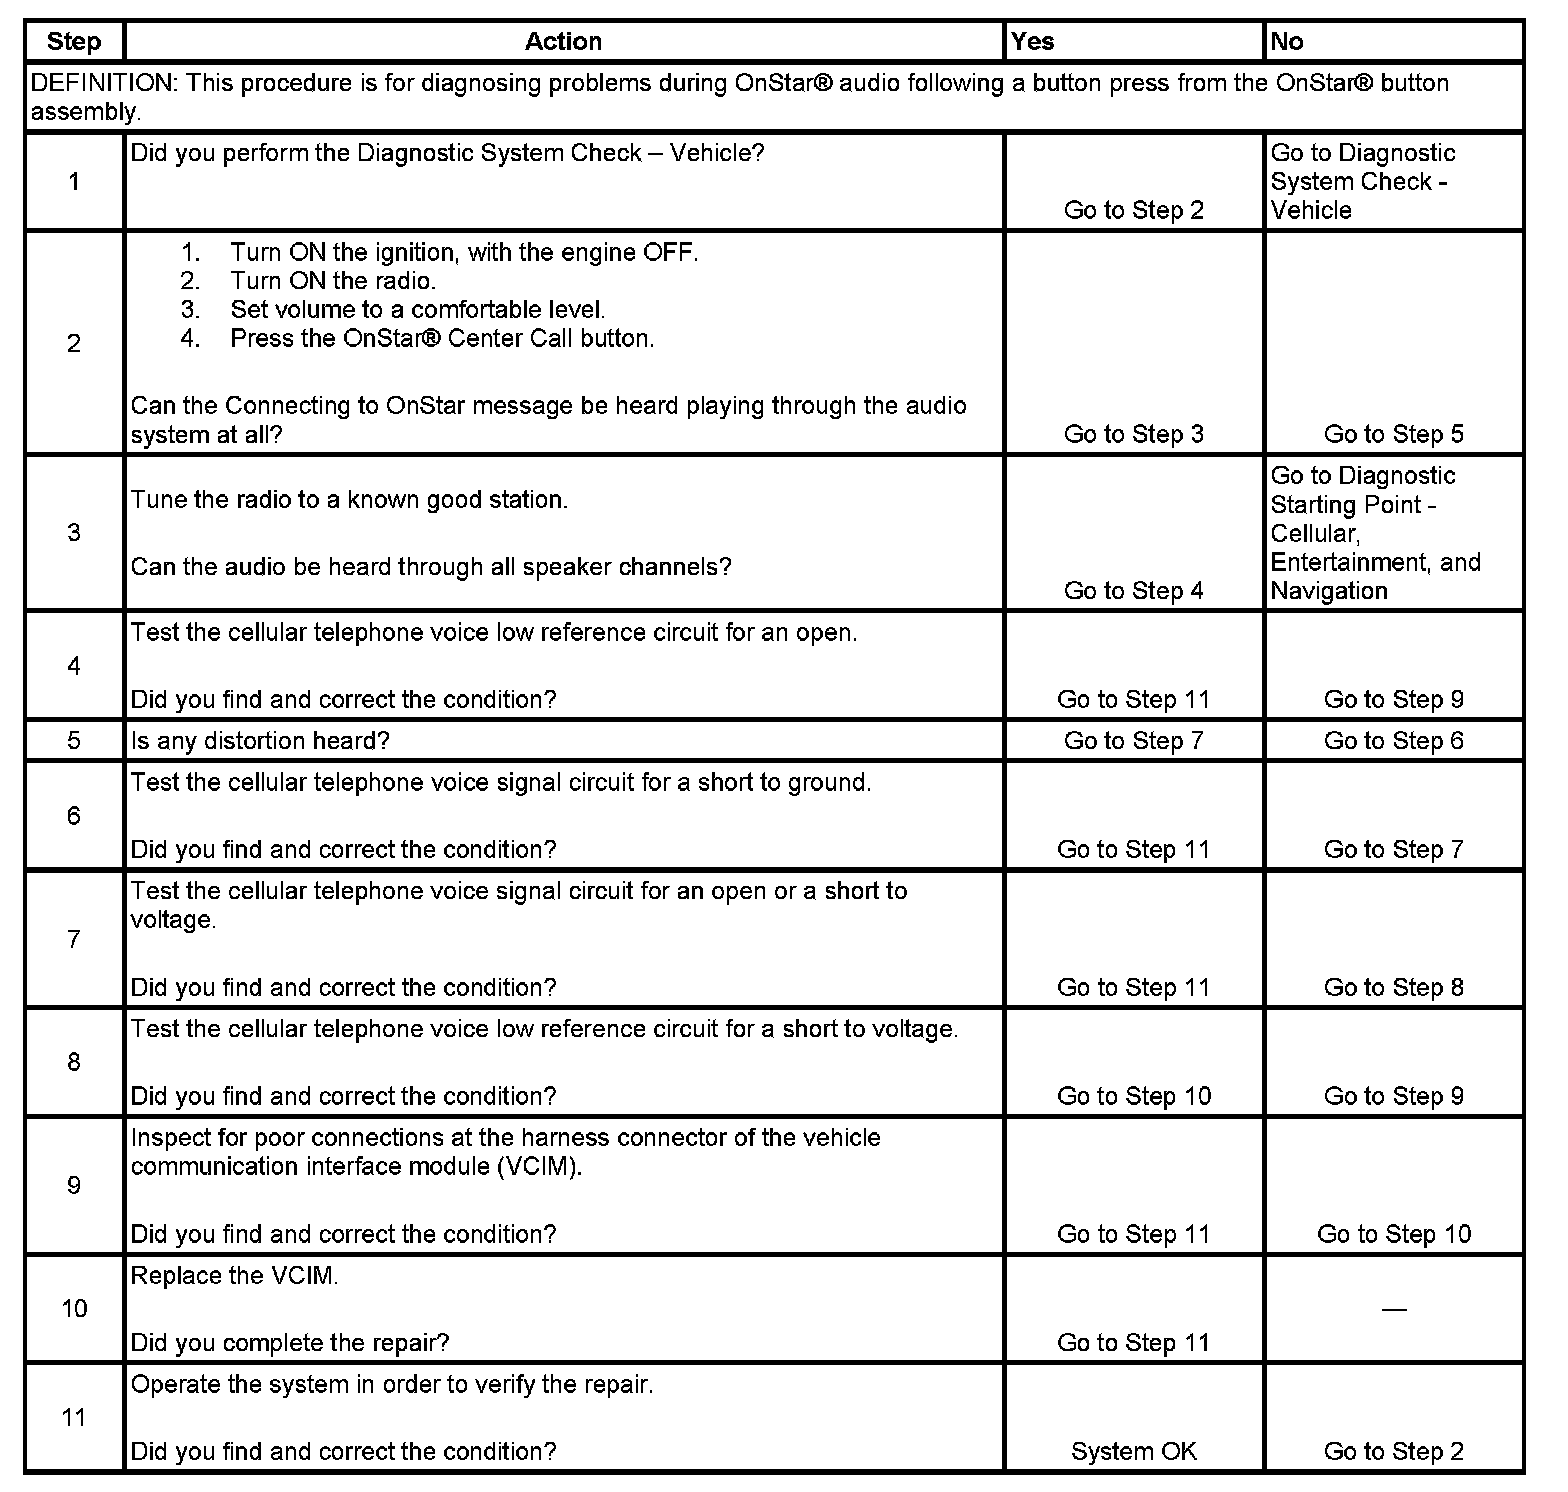 Step Action Yes No
DEFINITION: This procedure is for diagnosing problems during OnStar® audio following a button press from the OnStar® button
assembly.
1
Did you perform the Diagnostic System Check – Vehicle?
Go to Step 2
Go to Diagnostic
System Check -
Vehicle
2
1. Turn ON the ignition, with the engine OFF.
2. Turn ON the radio.
3. Set volume to a comfortable level.
4. Press the OnStar® Center Call button.
Can the Connecting to OnStar message be heard playing through the audio
system at all?
Go to Step 3
Go to Step 5
3
Tune the radio to a known good station.
Can the audio be heard through all speaker channels?
Go to Step 4
Go to Diagnostic
Starting Point -
Cellular,
Entertainment, and
Navigation
4
Test the cellular telephone voice low reference circuit for an open.
Did you find and correct the condition?
Go to Step 11
Go to Step 9
5
Is any distortion heard?
Go to Step 7
Go to Step 6
6
Test the cellular telephone voice signal circuit for a short to ground.
Did you find and correct the condition?
Go to Step 11
Go to Step 7
7
Test the cellular telephone voice signal circuit for an open or a short to
voltage.
Did you find and correct the condition?
Go to Step 11
Go to Step 8
8
Test the cellular telephone voice low reference circuit for a short to voltage.
Did you find and correct the condition?
Go to Step 10
Go to Step 9
9
Inspect for poor connections at the harness connector of the vehicle
communication interface module (VCIM).
Did you find and correct the condition?
Go to Step 11
Go to Step 10
10
Replace the VCIM.
Did you complete the repair?
Go to Step 11
—
11
Operate the system in order to verify the repair.
Did you find and correct the condition?
System OK
Go to Step 2